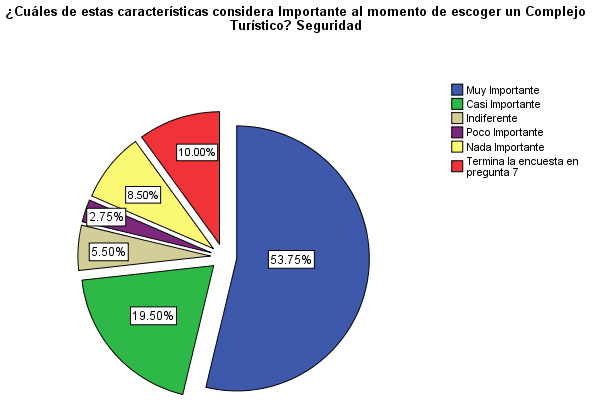 ¿Cuáles de estas características considera Importante al momento de escoger un Complejo
Turístico? Seguridad
Muy Importante
Casi Importante
Indiferente
Poco Importante
Nada Importante
Termina la encuesta en
pregunta 7
10.00%
8.50%
2.75%
5.50%
53.75%
19.50%